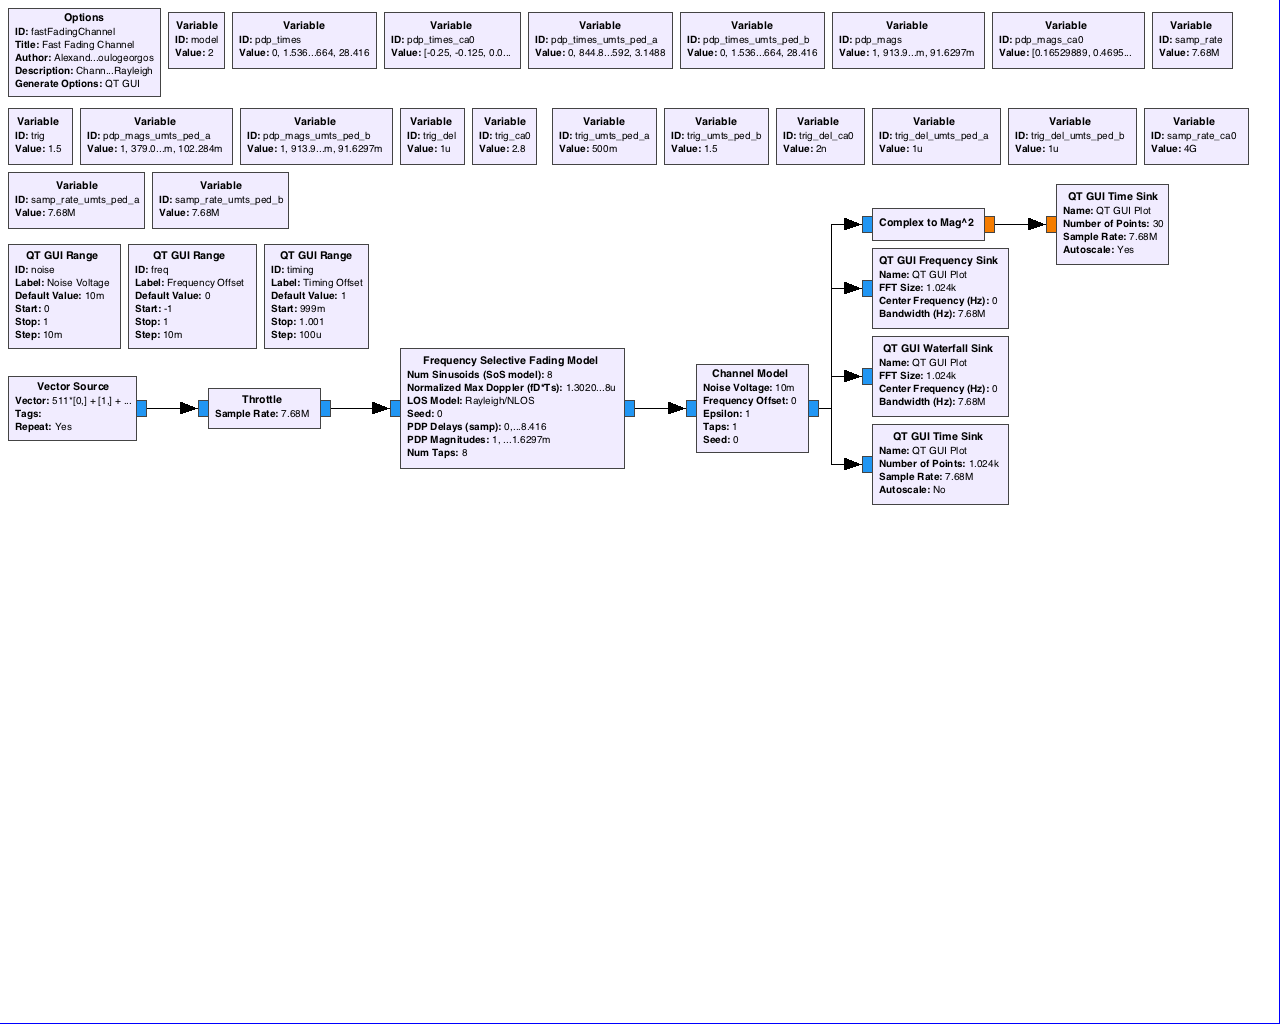 Options
ID: fastFadingChannel
Title: Fast Fading Channel
Author: Alexand...oulogeorgos
Description: Chann...Rayleigh
Generate Options: QT GUI
Variable
ID: model
Value: 2
Variable
ID: pdp_times
Value: 0, 1.536...664, 28.416
Variable
ID: pdp_times_ca0
Value: [-0.25, -0.125, 0.0...
Variable
ID: pdp_times_umts_ped_a
Value: 0, 844.8...592, 3.1488
Variable
ID: pdp_times_umts_ped_b
Value: 0, 1.536...664, 28.416
Variable
ID: pdp_mags
Value: 1, 913.9...m, 91.6297m
Variable
ID: pdp_mags_ca0
Value: [0.16529889, 0.4695...
Variable
ID: samp_rate
Value: 7.68M
Variable
ID: trig
Value: 1.5
Variable
ID: pdp_mags_umts_ped_a
Value: 1, 379.0...m, 102.284m
Variable
ID: pdp_mags_umts_ped_b
Value: 1, 913.9...m, 91.6297m
Variable
ID: trig_del
Value: 1u
Variable
ID: trig_ca0
Value: 2.8
Variable
ID: trig_umts_ped_a
Value: 500m
Variable
ID: trig_umts_ped_b
Value: 1.5
Variable
ID: trig_del_ca0
Value: 2n
Variable
ID: trig_del_umts_ped_a
Value: 1u
Variable
ID: trig_del_umts_ped_b
Value: 1u
Variable
ID: samp_rate_ca0
Value: 4G
Variable
ID: samp_rate_umts_ped_a
Value: 7.68M
Variable
ID: samp_rate_umts_ped_b
Value: 7.68M
QT GUI Range
ID: noise
Label: Noise Voltage
Default Value: 10m
Start: 0
Stop: 1
Step: 10m
QT GUI Range
ID: freq
Label: Frequency Offset
Default Value: 0
Start: -1
Stop: 1
Step: 10m
QT GUI Range
ID: timing
Label: Timing Offset
Default Value: 1
Start: 999m
Stop: 1.001
Step: 100u
Vector Source
Vector: 511*[0,] + [1,] + ...
Tags:
Repeat: Yes
Throttle
Sample Rate: 7.68M
Frequency Selective Fading Model
Num Sinusoids (SoS model): 8
Normalized Max Doppler (fD*Ts): 1.3020...8u
LOS Model: Rayleigh/NLOS
Seed: 0
PDP Delays (samp): 0,...8.416
PDP Magnitudes: 1, ...1.6297m
Num Taps: 8
Channel Model
Noise Voltage: 10m
Frequency Offset: 0
Epsilon: 1
Taps: 1
Seed: 0
Complex to Mag^2
QT GUI Time Sink
Name: QT GUI Plot
Number of Points: 30
Sample Rate: 7.68M
Autoscale: Yes
QT GUI Frequency Sink
Name: QT GUI Plot
FFT Size: 1.024k
Center Frequency (Hz): 0
Bandwidth (Hz): 7.68M
QT GUI Waterfall Sink
Name: QT GUI Plot
FFT Size: 1.024k
Center Frequency (Hz): 0
Bandwidth (Hz): 7.68M
QT GUI Time Sink
Name: QT GUI Plot
Number of Points: 1.024k
Sample Rate: 7.68M
Autoscale: No